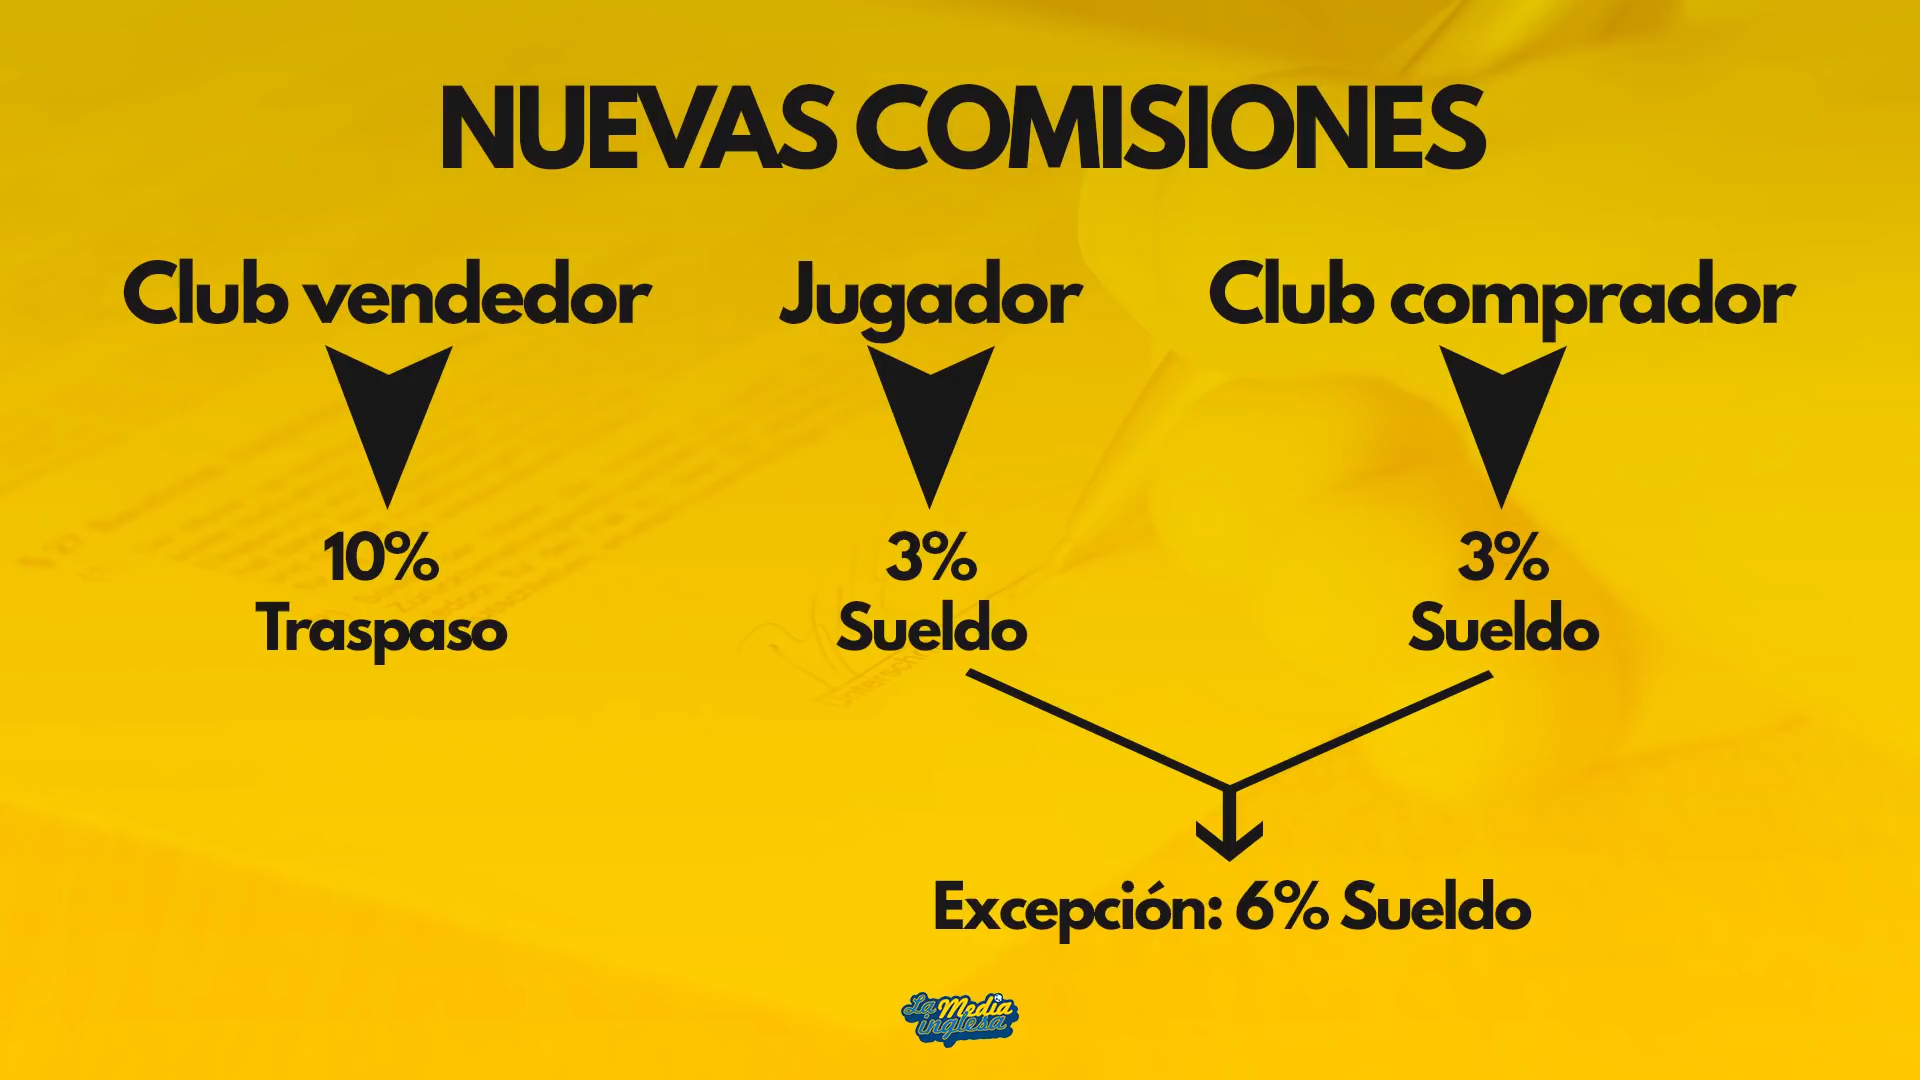 NUEVAS COMISIONES
Club vendedor
Jugador
Club comprador
10%
Traspaso
3%
Sueldo
3%
Sueldo
Excepción: 6% Sueldo
La Media
inglesa